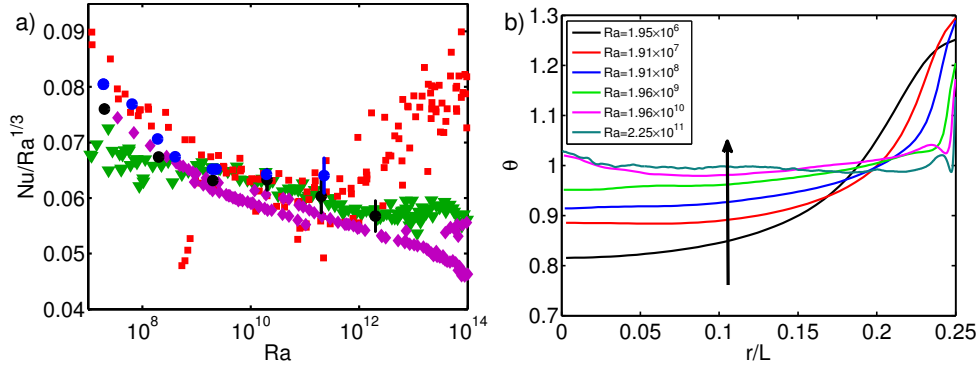 a)
0.09
0.08
0.07
0.06
0.05
0.04
Nu/Ra^{1/3}
10^8
10^{10}
10^{12}
10^{14}
Ra
b)
1.3
1.2
1.1
1
0.9
0.8
0.7
θ
Ra=1.95×10^6
Ra=1.91×10^7
Ra=1.91×10^8
Ra=1.96×10^9
Ra=1.96×10^{10}
Ra=2.25×10^{11}
0
0.05
0.1
0.15
0.2
0.25
r/L